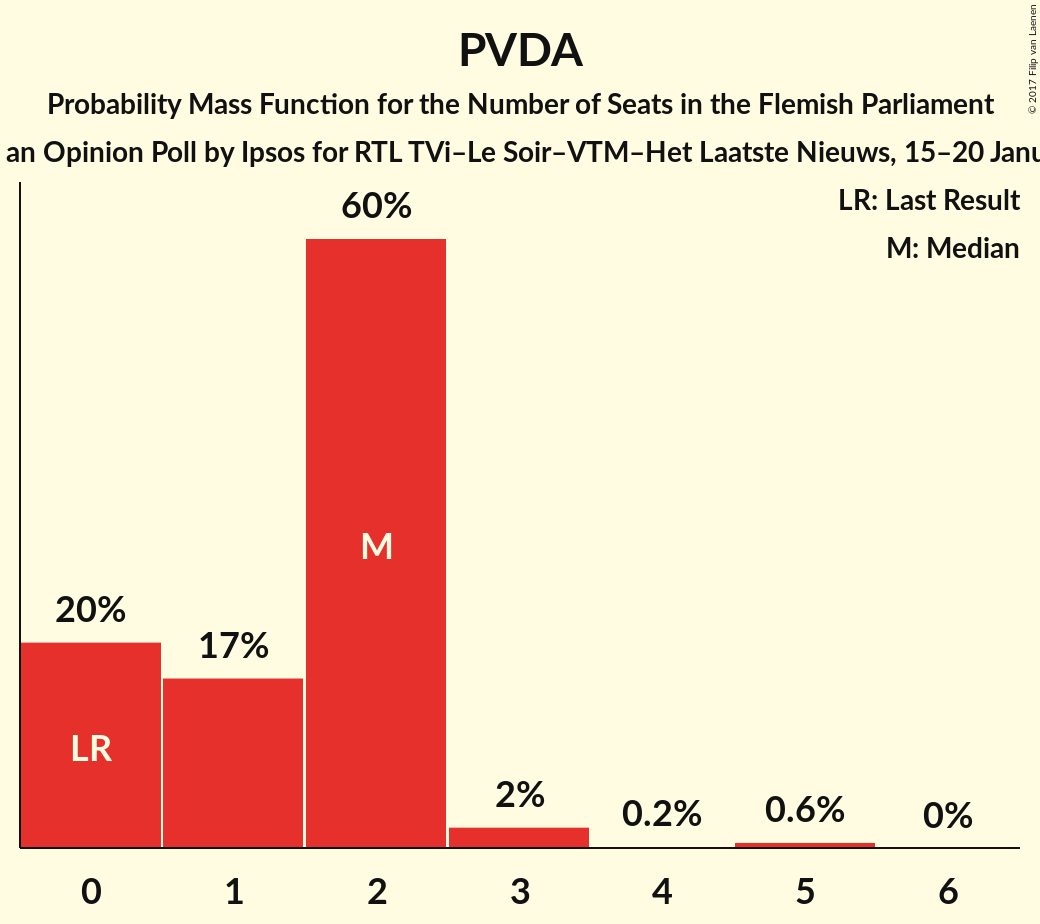 PVDA
Probability Mass Function for the Number of Seats in the Flemish Parliament
an Opinion Poll by Ipsos for RTL TVi–Le Soir–VTM–Het Laatste Nieuws, 15–20 Janu
© 2017 Filip van Laenen
LR: Last Result
M: Median
60%
M
20%
17%
LR
2%
0.2%
0.6%
0%
0 1 2 3 4 5 6